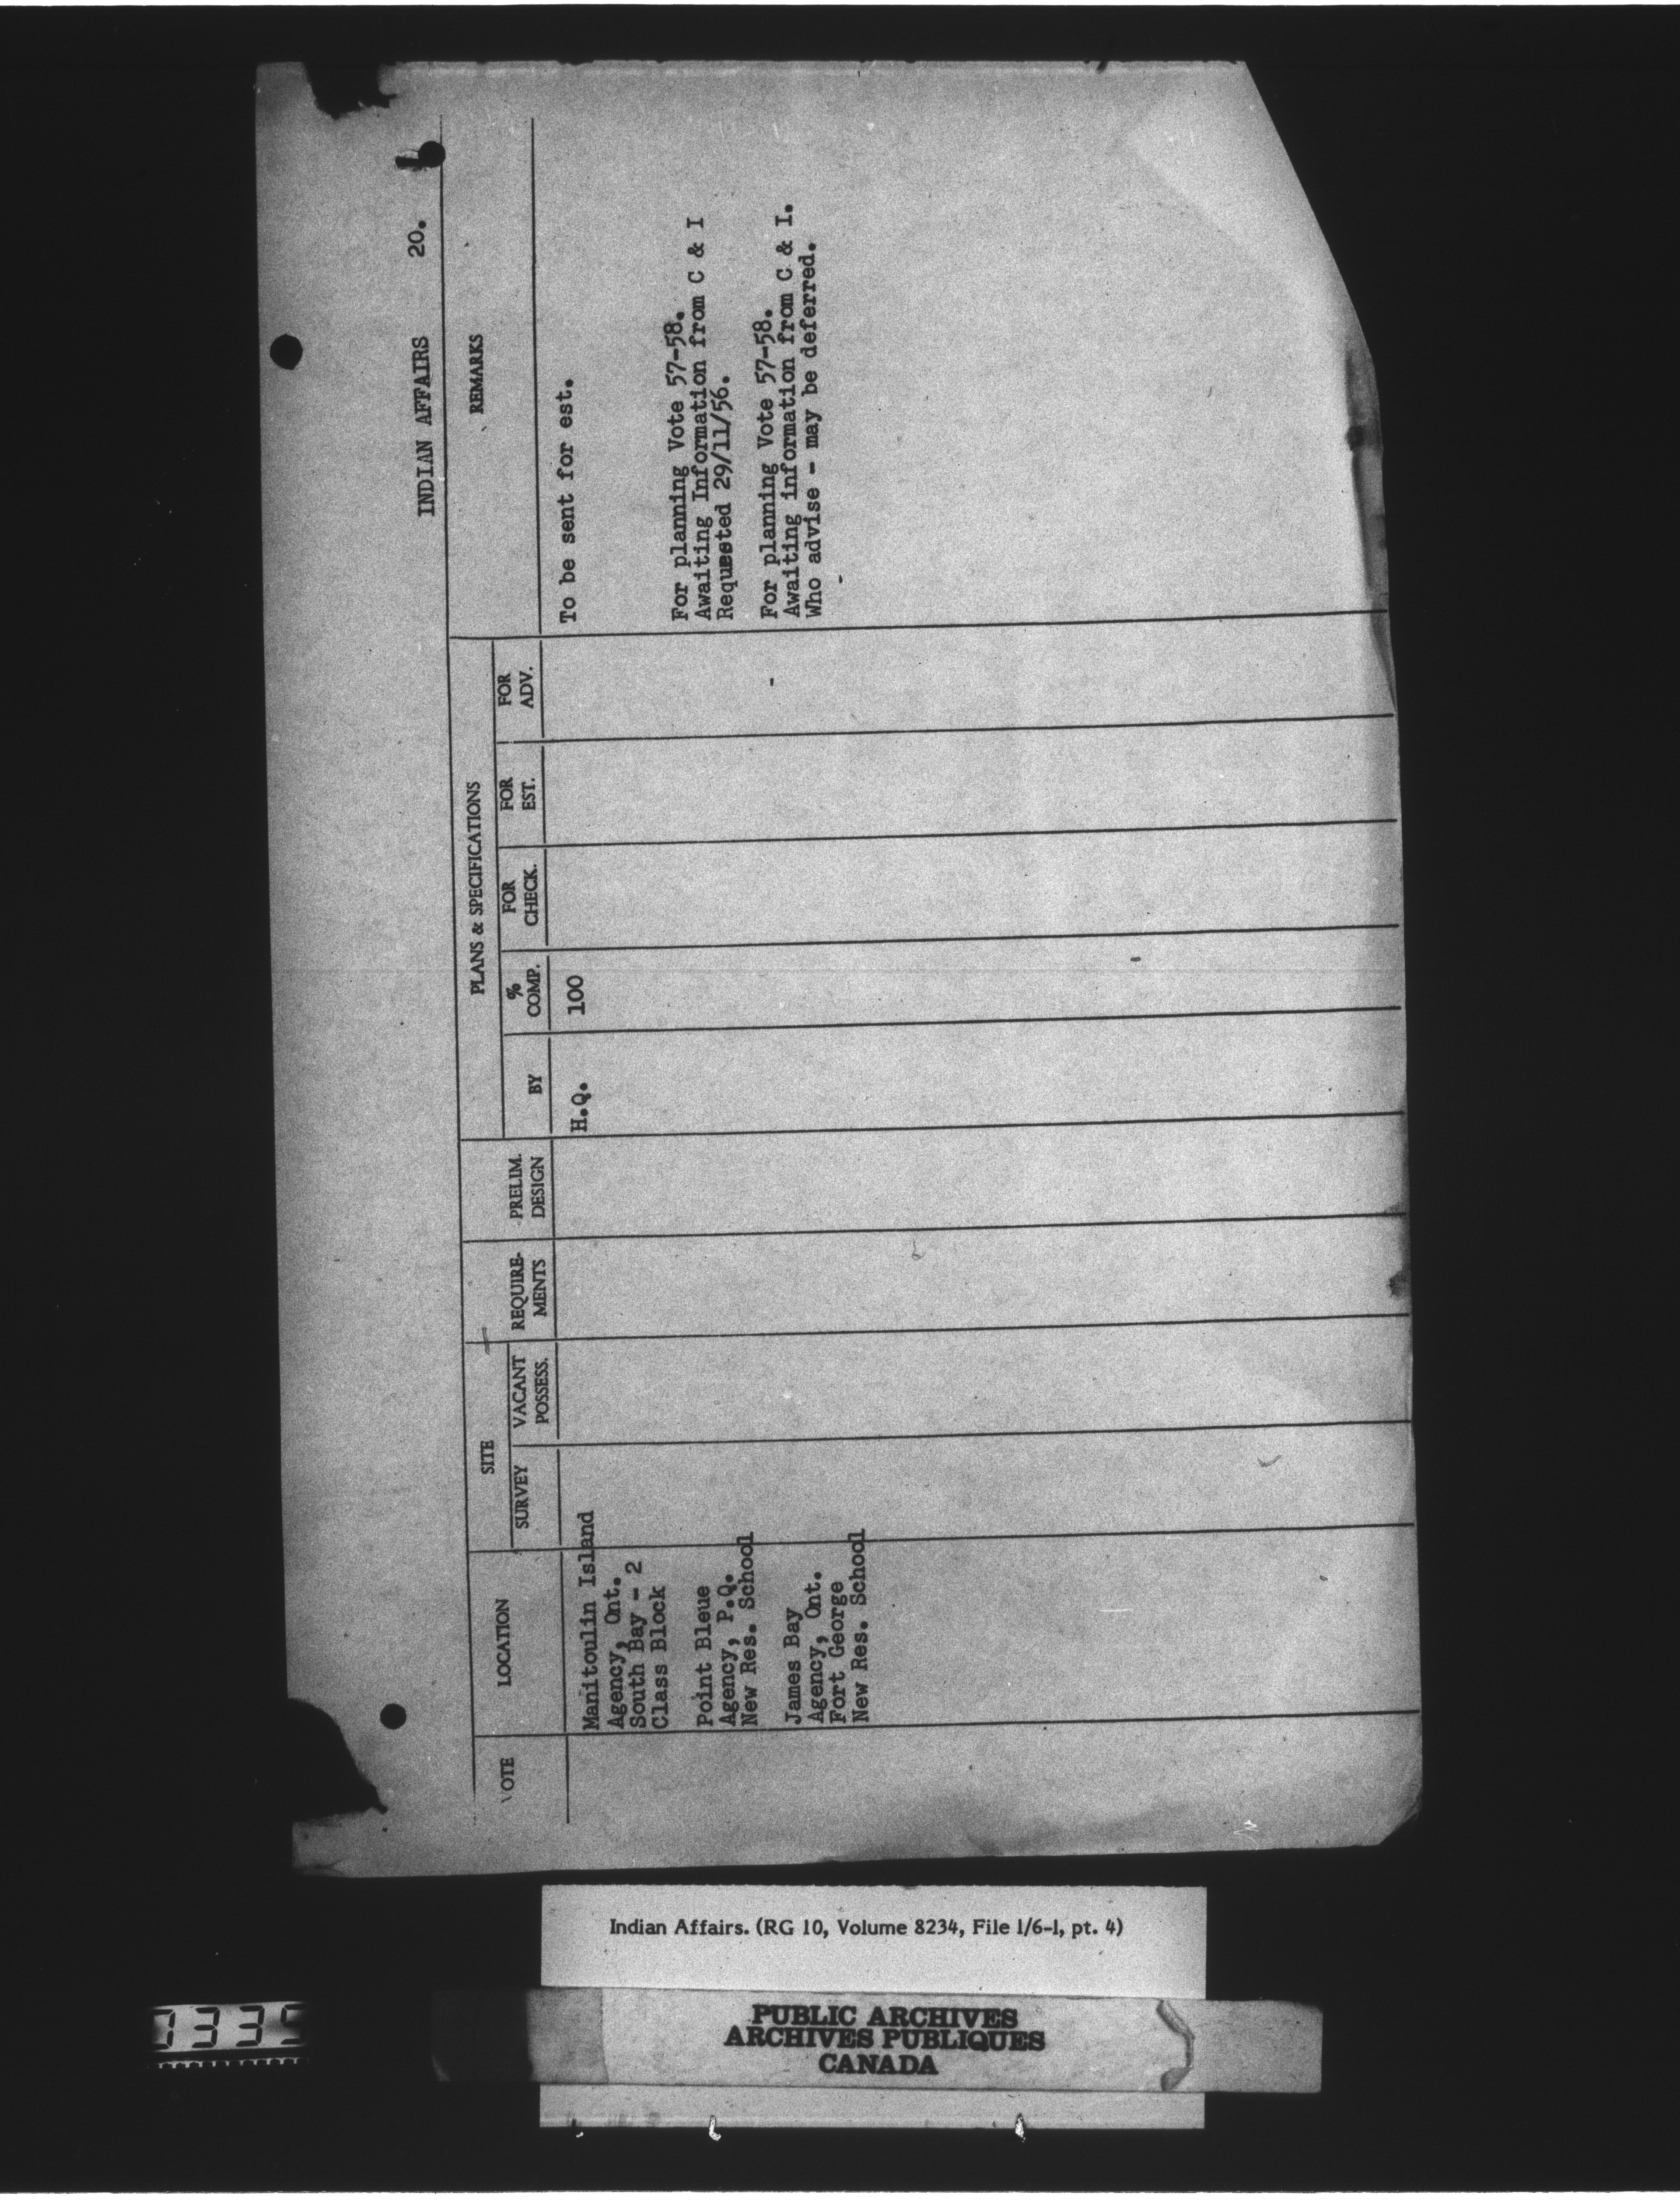 INDIAN AFFAIRS 20.
VOTE
LOCATION
SITE
SURVEY
VACANT
POSSESS.
REQUIRE-
MENTS
PRELIM.
DESIGN
PLANS & SPECIFICATIONS
BY
%
COMP.
FOR
CHECK.
FOR
EST.
FOR
ADV.
REMARKS
Manitoulin Island
Agency, Ont.
South Bay - 2
Class Block
H.Q.
100
To be sent for est.
Point Bleue
Agency, P.Q.
New Res. School
For planning Vote 57-58.
Awaiting Information from C & I
Requested 29/11/56.
James Bay
Agency, Ont.
Fort George
New Res. School
For planning Vote 57-58.
Awaiting information from C & I.
Who advise - may be deferred.
Indian Affairs. (RG 10, Volume 8234, File 1/6-1, pt. 4)
PUBLIC ARCHIVES
ARCHIVES PUBLIQUES
CANADA